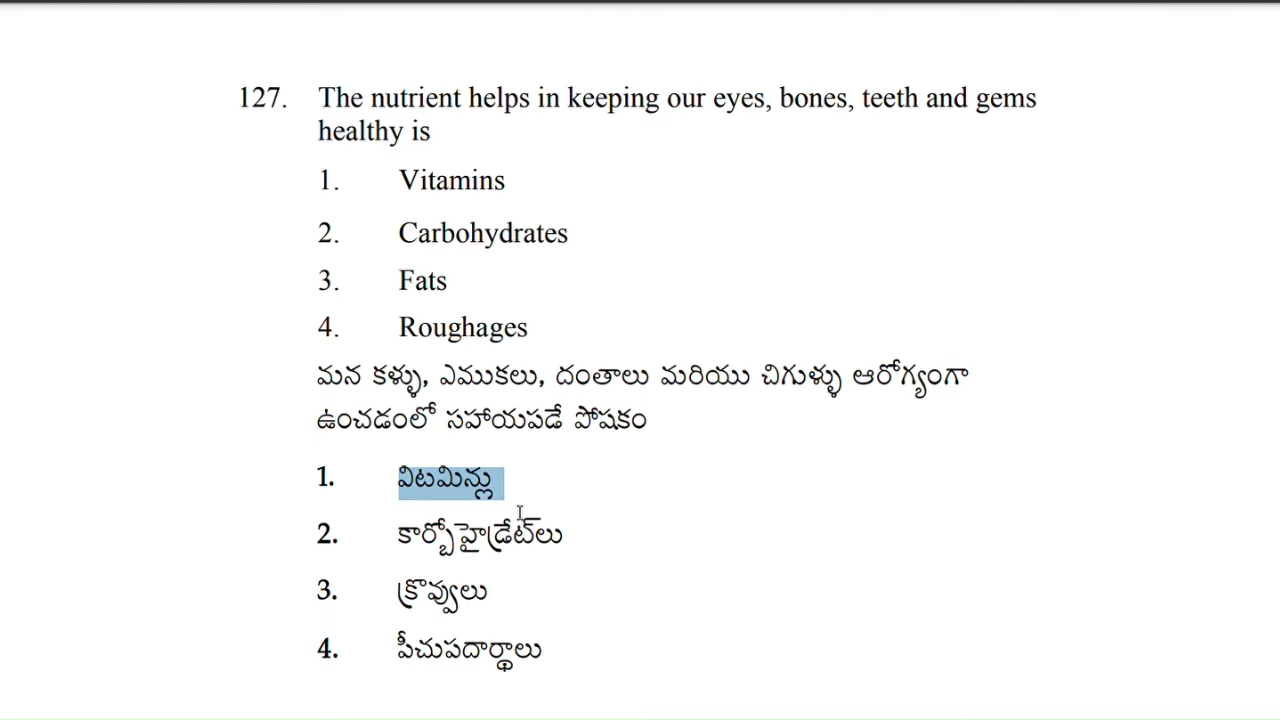 127. The nutrient helps in keeping our eyes, bones, teeth and gems
healthy is
1. Vitamins
2. Carbohydrates
3. Fats
4. Roughages
మన కళ్ళు, ఎముకలు, దంతాలు మరియు చిగుళ్ళు ఆరోగ్యంగా
ఉంచడంలో సహాయపడే పోషకం
1. విటమిన్లు
2. కార్బోహైడ్రేట్‌లు
3. క్రొవ్వులు
4. పీచుపదార్థాలు